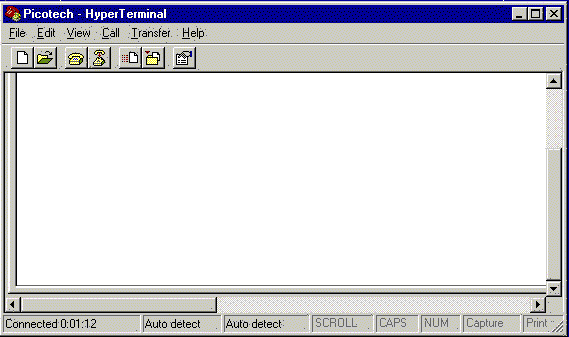 Picotech - HyperTerminal
File Edit View Call Transfer Help
Connected 0:01:12 Auto detect Auto detect SCROLL CAPS NUM Capture Print